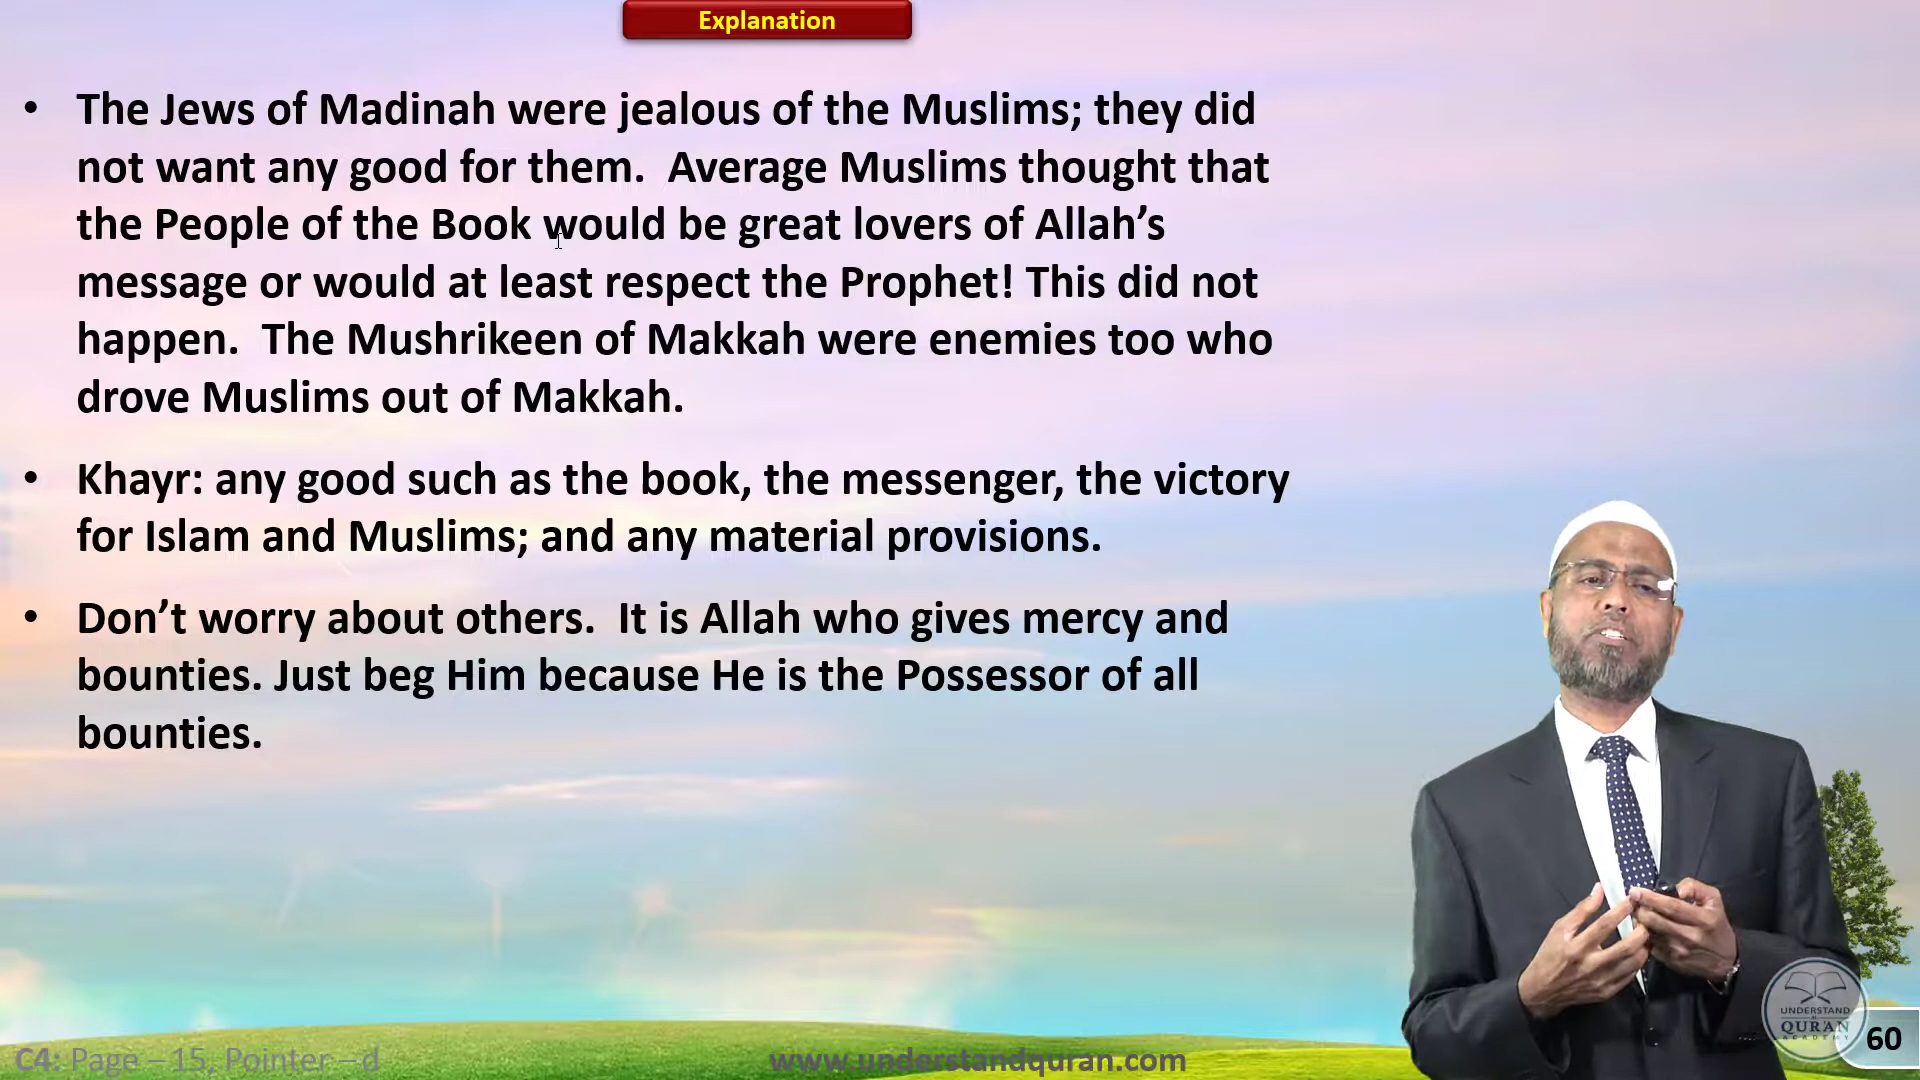 Explanation
• The Jews of Madinah were jealous of the Muslims; they did
not want any good for them.  Average Muslims thought that
the People of the Book would be great lovers of Allah’s
message or would at least respect the Prophet! This did not
happen.  The Mushrikeen of Makkah were enemies too who
drove Muslims out of Makkah.
• Khayr: any good such as the book, the messenger, the victory
for Islam and Muslims; and any material provisions.
• Don’t worry about others.  It is Allah who gives mercy and
bounties. Just beg Him because He is the Possessor of all
bounties.
UNDERSTAND
QURAN
ACADEMY
60
C4: Page – 15, Pointer – d
www.understandquran.com